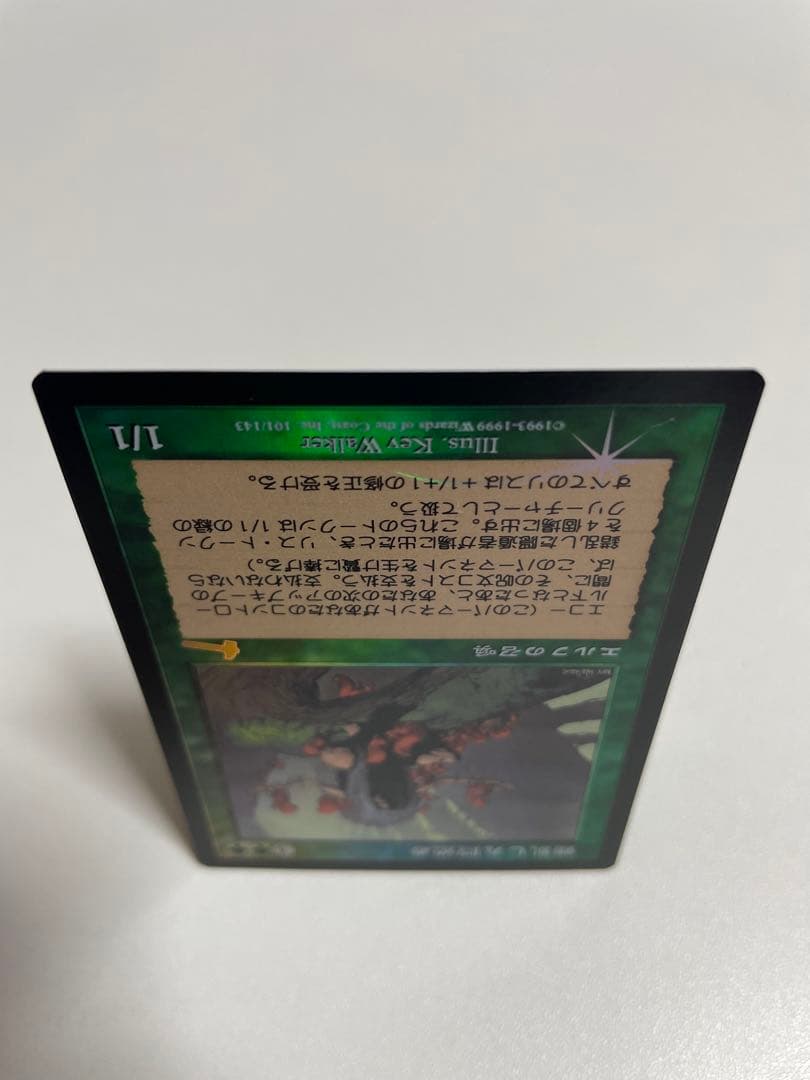 錯乱した隠遁者
エルフの召喚
エコー（このパーマネントがあなたのコントロー
ル下となったあと、あなたの次のアップキープの
間に、その呪文コストを支払う。支払わないなら
ば、このパーマネントを生け贄に捧げる。）
錯乱した隠遁者が場に出たとき、リス・トークン
を４個場に出す。これらのトークンは1/1の緑の
クリーチャーとして扱う。
すべてのリスは+1/+1の修正を受ける。
Illus. Kev Walker
©1993-1999 Wizards of the Coast, Inc. 101/143
1/1